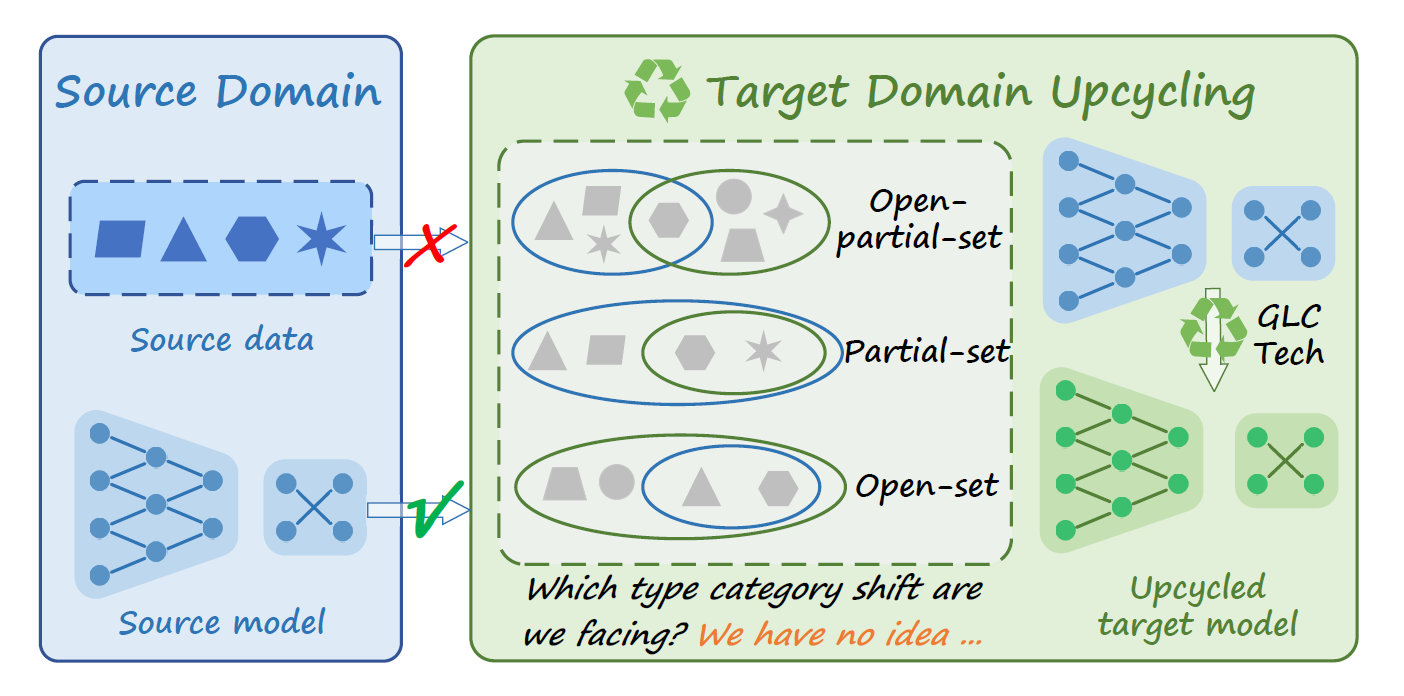 Source Domain
Source data
Source model
Target Domain Upcycling
Open-
partial-set
Partial-set
Open-set
Which type category shift are
we facing? We have no idea ...
GLC
Tech
Upcycled
target model